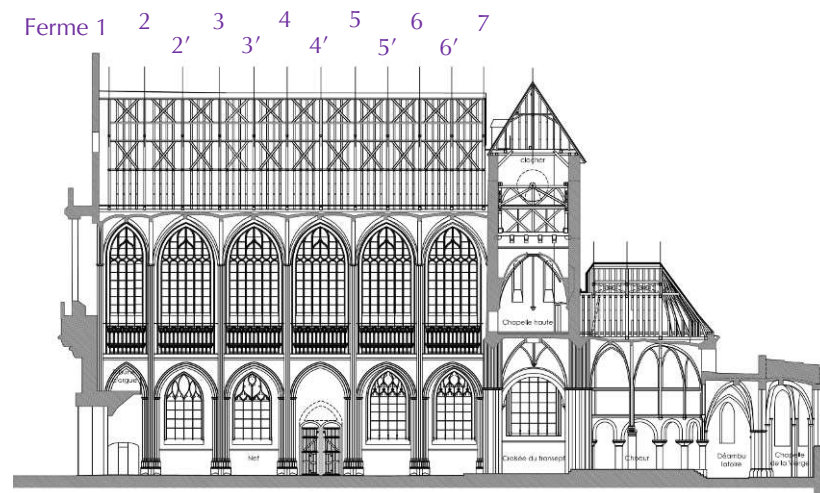 Ferme 1 2 3 4 5 6 7
2′ 3′ 4′ 5′ 6′
clocher
Chapelle haute
d'orgue
Nef
Croisée du transept
Chœur
Déambu
latoire
Chapelle
de la Vierge